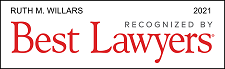 RUTH M. WILLARS 2021
RECOGNIZED BY
Best Lawyers®